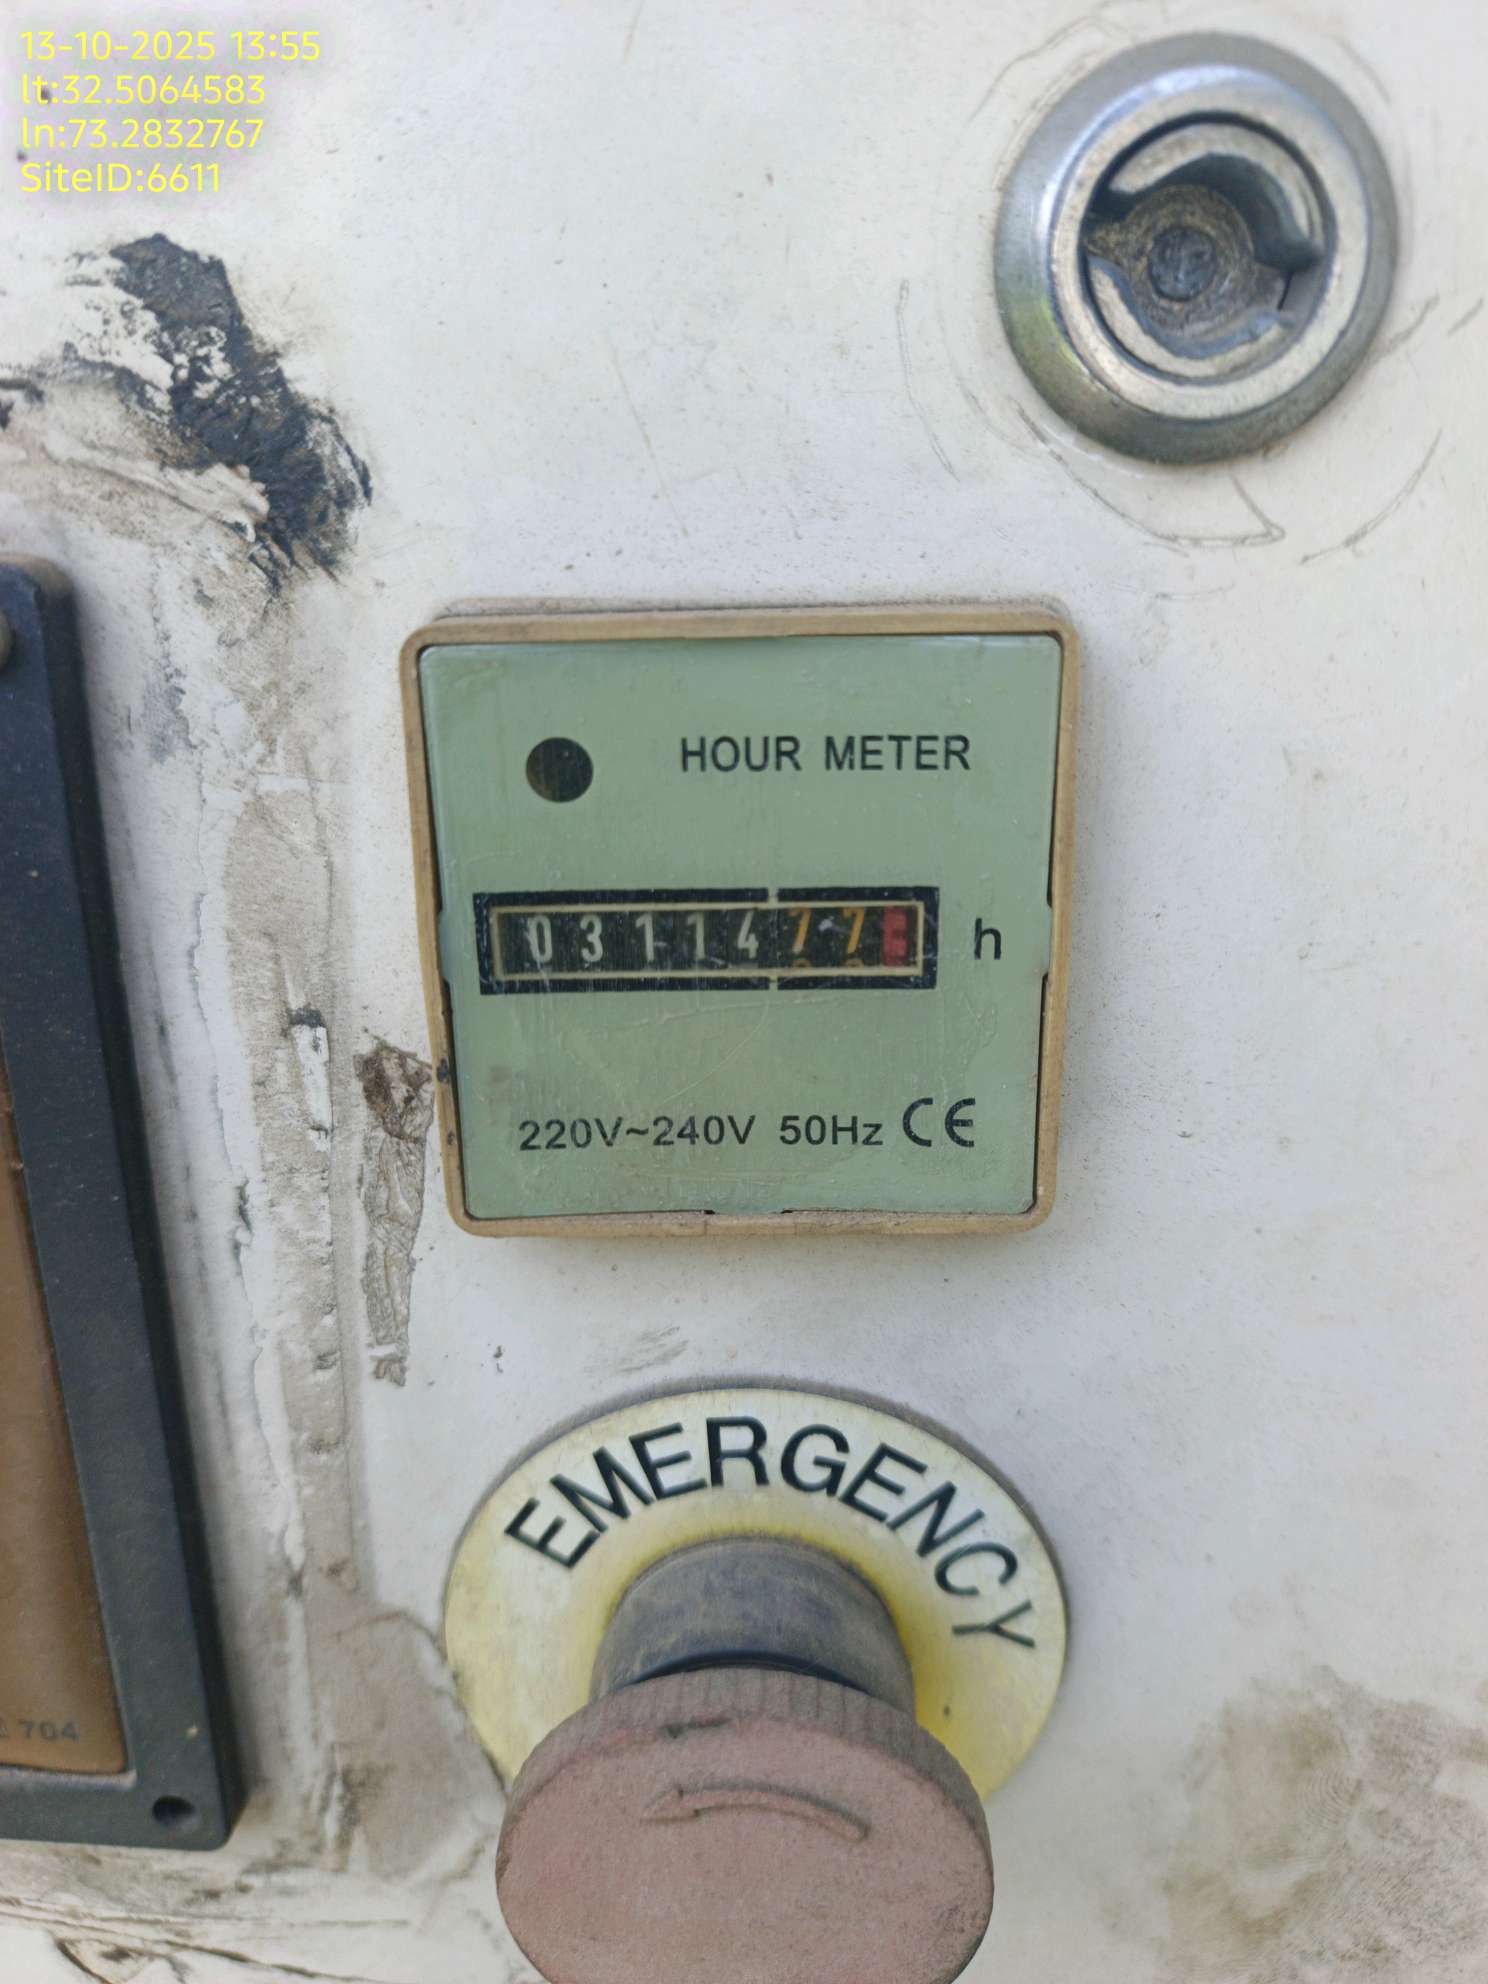 13-10-2025 13:55
lt:32.5064583
ln:73.2832767
SiteID:6611
HOUR METER
0311477 h
220V~240V 50Hz CE
EMERGENCY
704